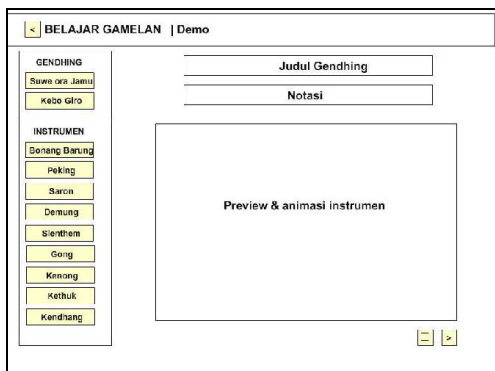 < BELAJAR GAMELAN | Demo
GENDHING
Suwe ora Jamu
Kebo Giro
INSTRUMEN
Bonang Barung
Peking
Saron
Demung
Slenthem
Gong
Kenong
Kethuk
Kendhang
Judul Gendhing
Notasi
Preview & animasi instrumen
>